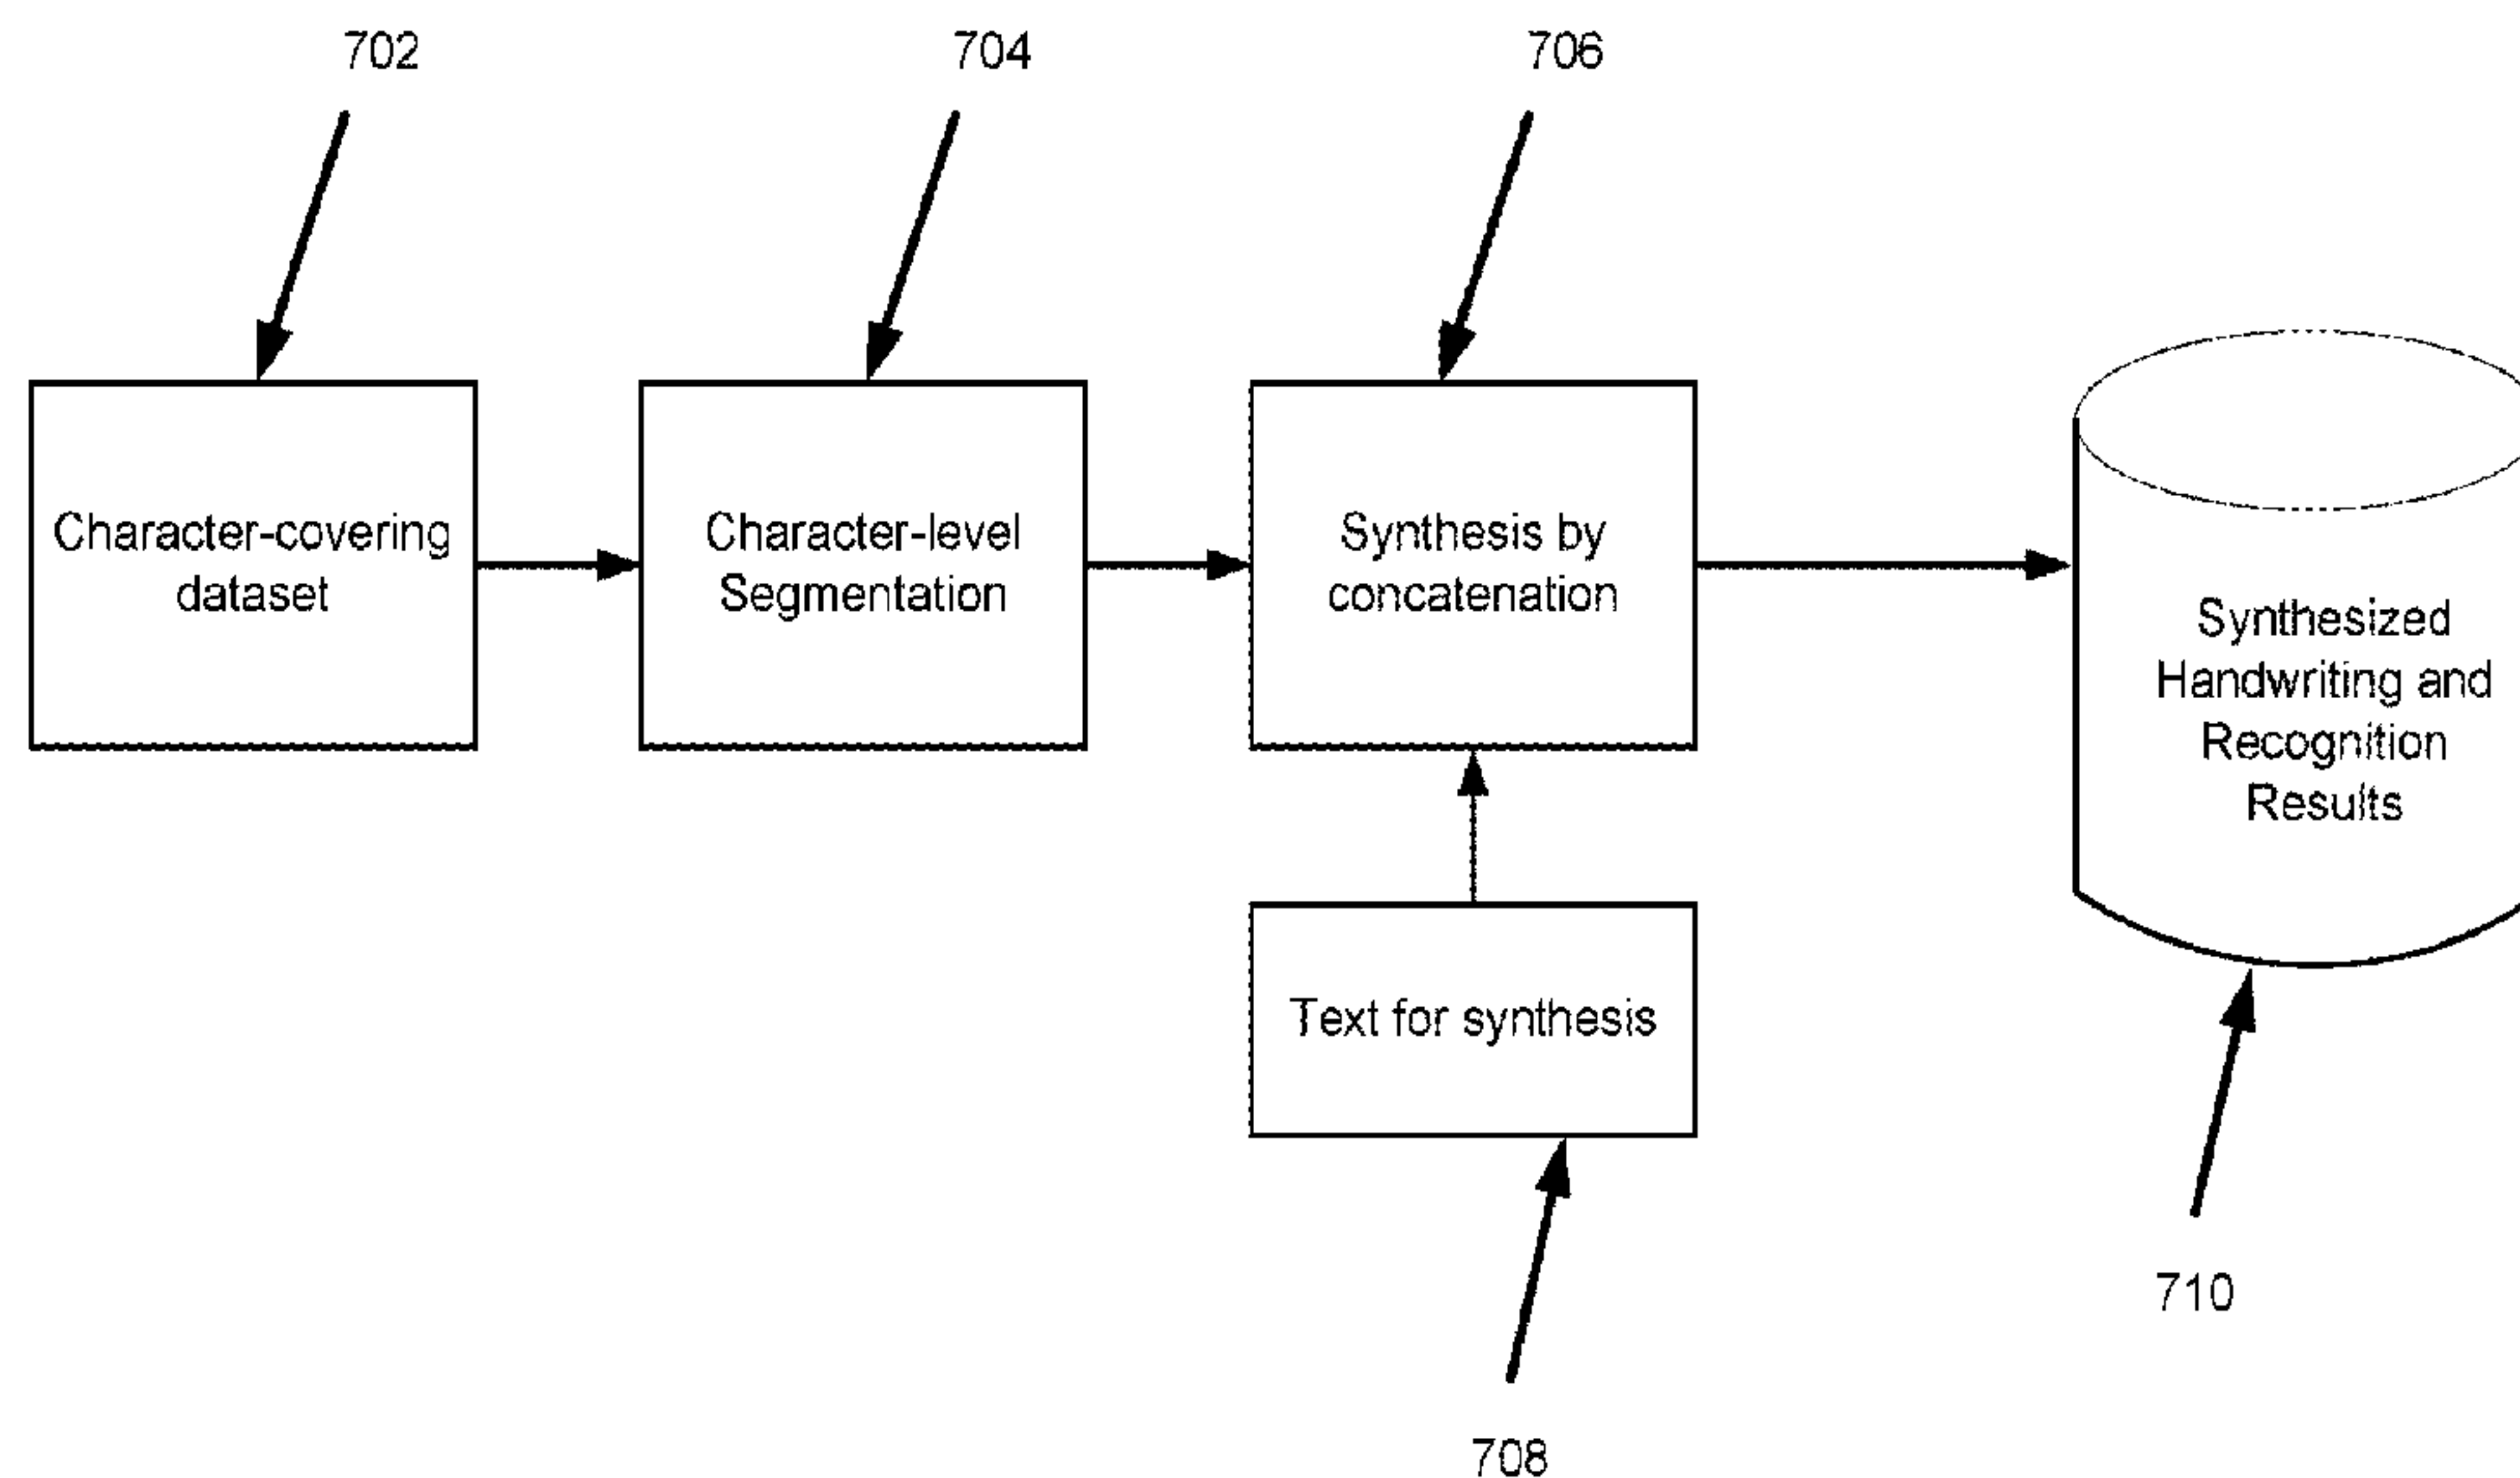 702
704
706
Character-covering
dataset
Character-level
Segmentation
Synthesis by
concatenation
Synthesized
Handwriting and
Recognition
Results
Text for synthesis
710
708